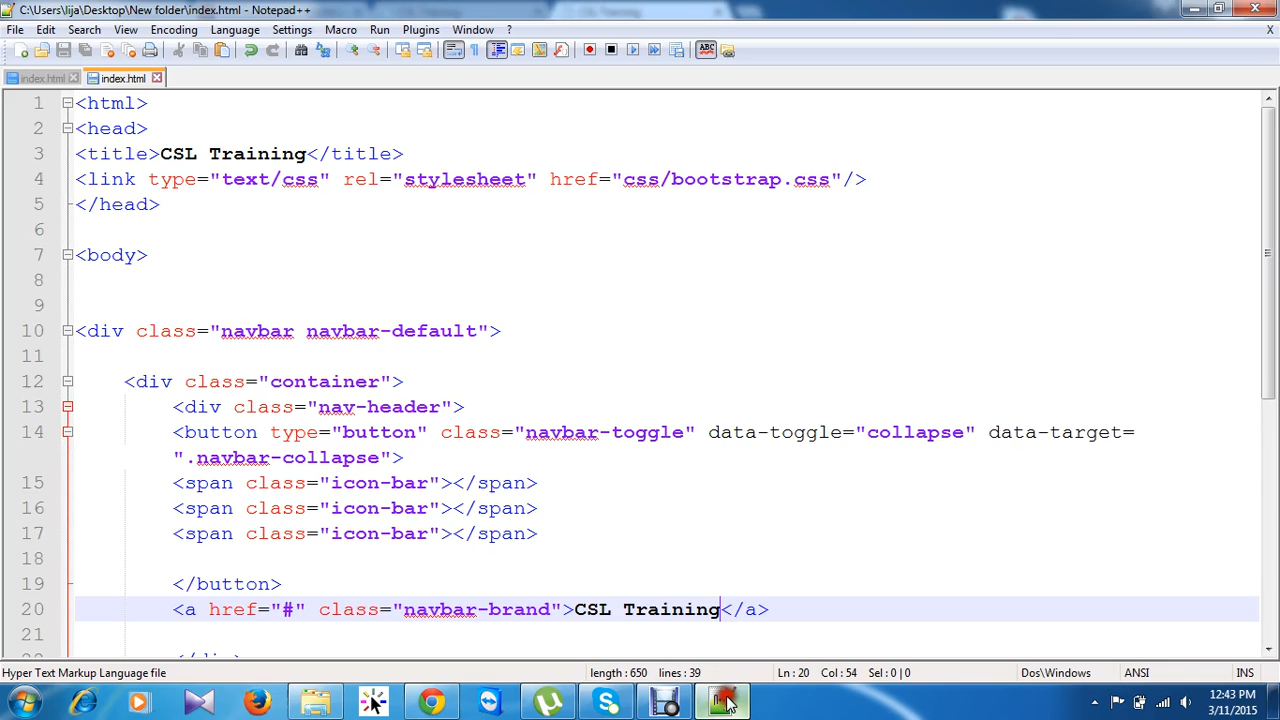 C:\Users\lija\Desktop\New folder\index.html - Notepad++
File Edit Search View Encoding Language Settings Macro Run Plugins Window ? X
index.html index.html
1 <html>
2 <head>
3 <title>CSL Training</title>
4 <link type="text/css" rel="stylesheet" href="css/bootstrap.css"/>
5 </head>
6
7 <body>
8
9
10 <div class="navbar navbar-default">
11
12 <div class="container">
13 <div class="nav-header">
14 <button type="button" class="navbar-toggle" data-toggle="collapse" data-target=
".navbar-collapse">
15 <span class="icon-bar"></span>
16 <span class="icon-bar"></span>
17 <span class="icon-bar"></span>
18
19 </button>
20 <a href="#" class="navbar-brand">CSL Training</a>
21
Hyper Text Markup Language file length : 650 lines : 39 Ln : 20 Col : 54 Sel : 0 | 0 Dos\Windows ANSI INS
12:43 PM
3/11/2015